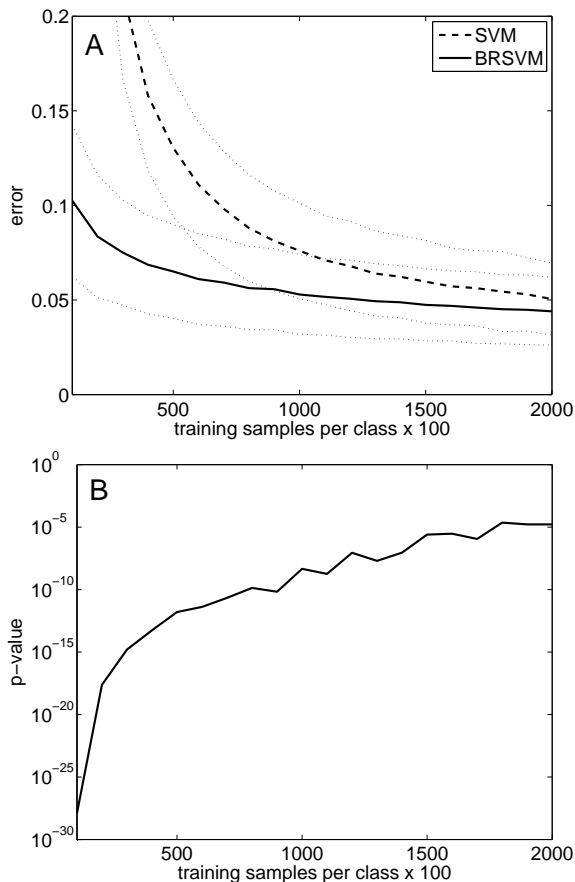 A
SVM
BRSVM
0.2
0.15
0.1
0.05
0
error
500 1000 1500 2000
training samples per class x 100
B
10^0
10^−5
10^−10
10^−15
10^−20
10^−25
10^−30
p−value
500 1000 1500 2000
training samples per class x 100